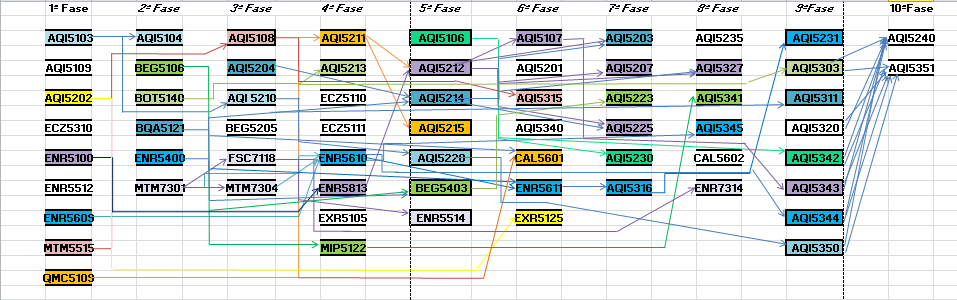 1ª Fase 2ª Fase 3ª Fase 4ª Fase 5ª Fase 6ª Fase 7ª Fase 8ª Fase 9ª Fase 10ª Fase
AQI5103 AQI5104 AQI5108 AQI5211 AQI5106 AQI5107 AQI5203 AQI5235 AQI5231 AQI5240
AQI5109 BEG5106 AQI5204 AQI5213 AQI5212 AQI5201 AQI5207 AQI5327 AQI5303 AQI5351
AQI5202 BOT5140 AQI5210 ECZ5110 AQI5214 AQI5315 AQI5223 AQI5341 AQI5311
ECZ5310 BQA5121 BEG5205 ECZ5111 AQI5215 AQI5340 AQI5225 AQI5345 AQI5320
ENR5100 ENR5400 FSC7118 ENR5610 AQI5220 CAL5601 AQI5230 CAL5602 AQI5342
ENR5512 MTM7301 MTM7304 ENR5813 BEG5403 ENR5611 AQI5316 ENR7314 AQI5343
ENR5609 EXR5105 ENR5514 EXR5125 AQI5344
MTM5515 MIP5122 AQI5350
QMC5109